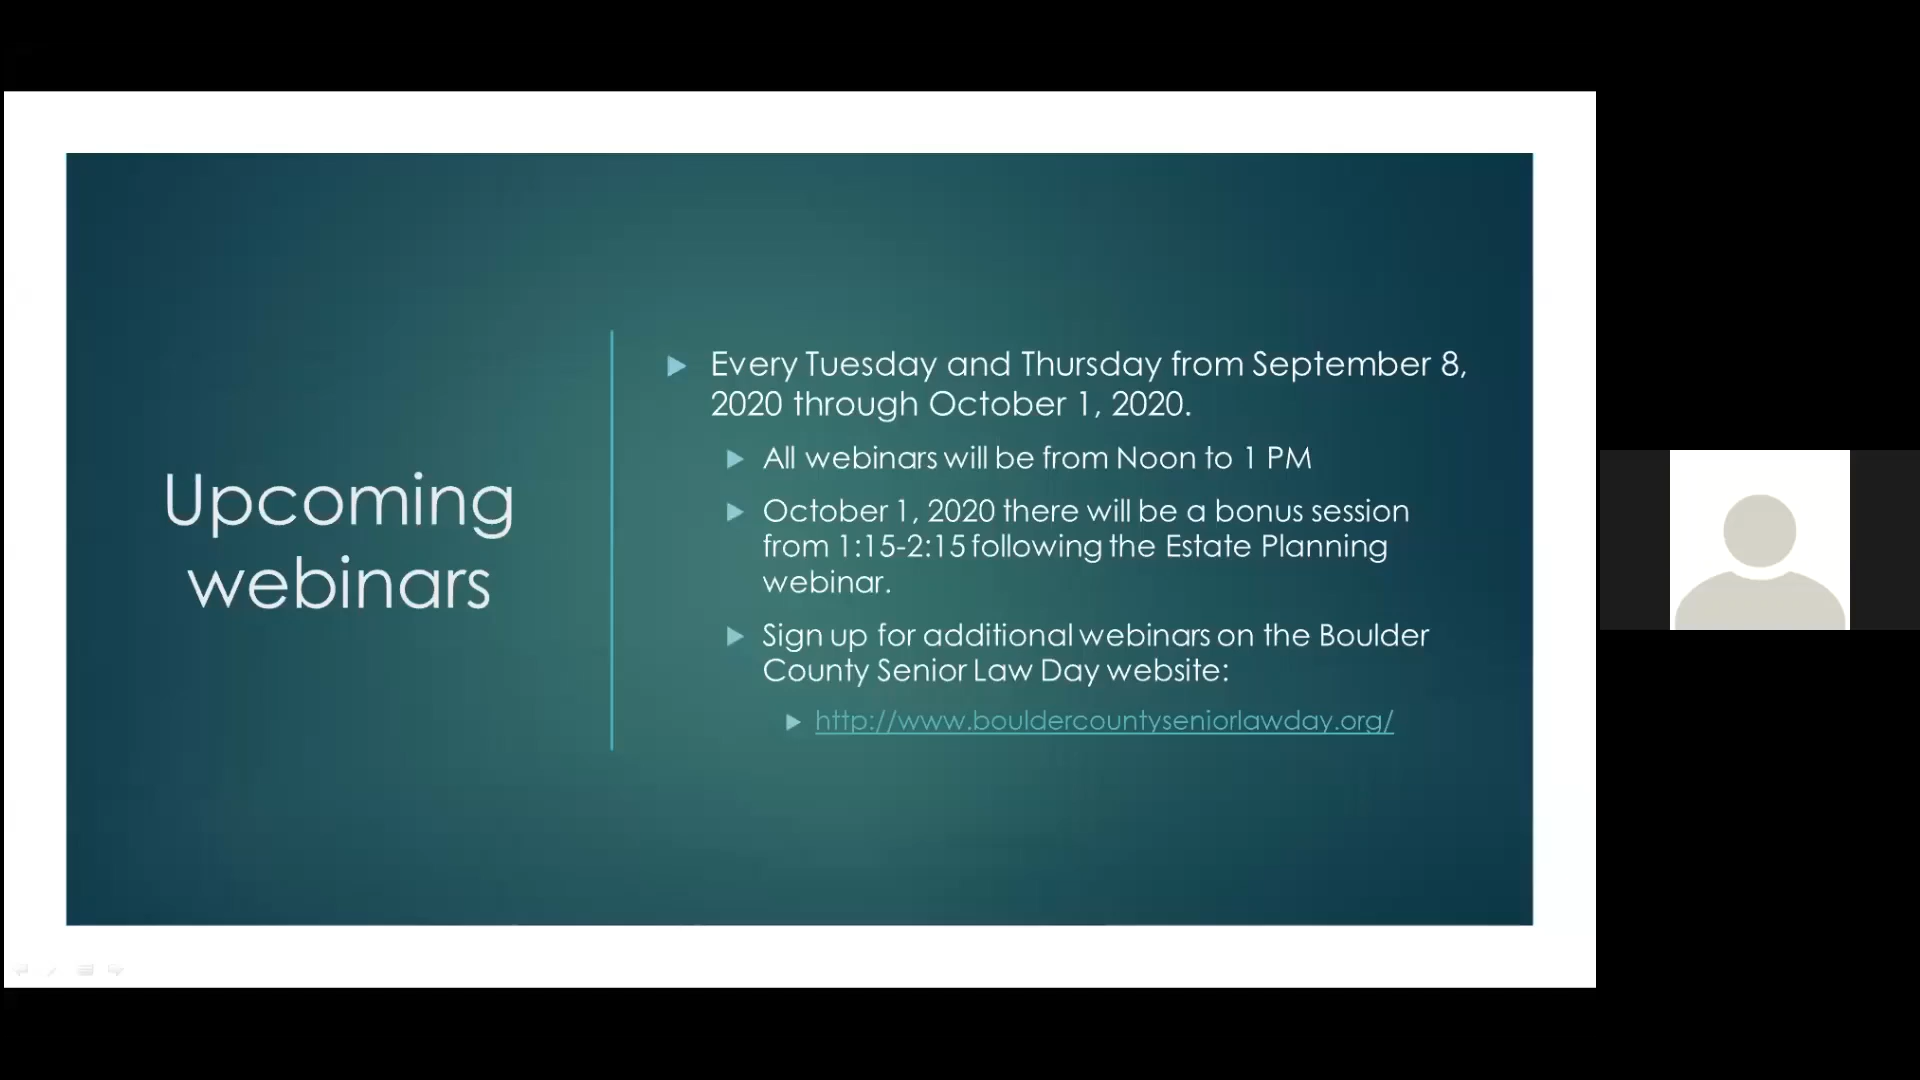 Upcoming
webinars
Every Tuesday and Thursday from September 8,
2020 through October 1, 2020.
All webinars will be from Noon to 1 PM
October 1, 2020 there will be a bonus session
from 1:15-2:15 following the Estate Planning
webinar.
Sign up for additional webinars on the Boulder
County Senior Law Day website:
http://www.bouldercountyseniorlawday.org/